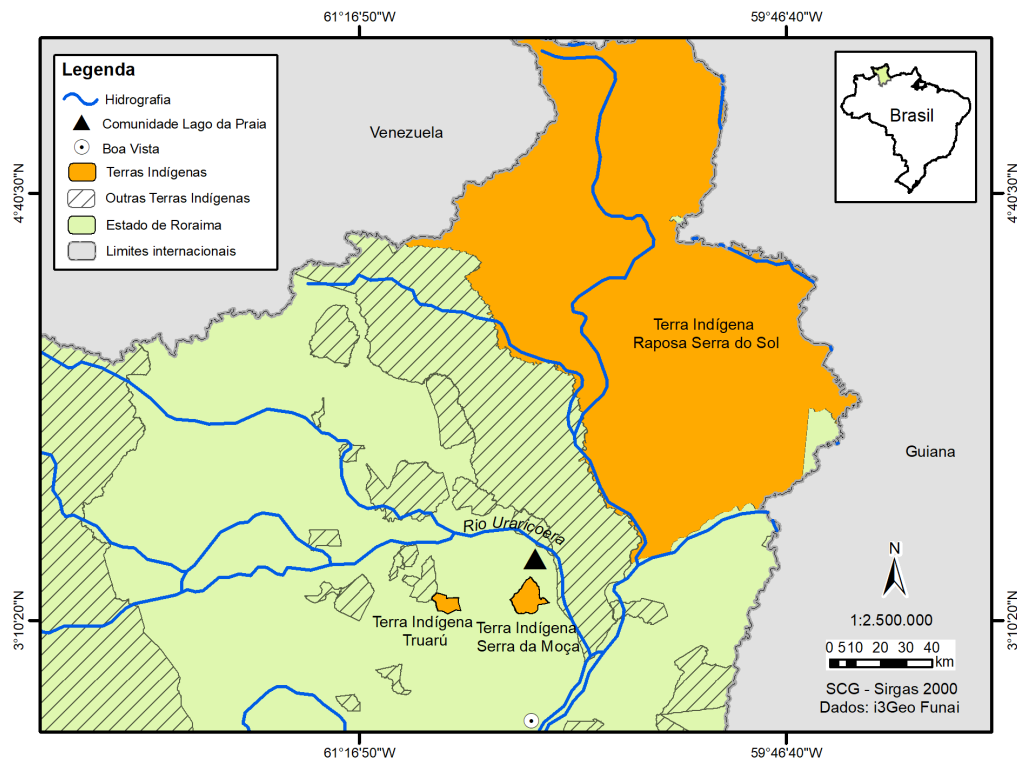 61°16'50"W
59°46'40"W
Legenda
Hidrografia
Comunidade Lago da Praia
Boa Vista
Terras Indígenas
Outras Terras Indígenas
Estado de Roraima
Limites internacionais
Venezuela
Brasil
4°40'30"N
4°40'30"N
Terra Indígena
Raposa Serra do Sol
Guiana
Rio Uraricoera
Terra Indígena
Truarú
Terra Indígena
Serra da Moça
N
1:2.500.000
0 5 10 20 30 40
km
SCG - Sirgas 2000
Dados: i3Geo Funai
3°10'20"N
3°10'20"N
61°16'50"W
59°46'40"W